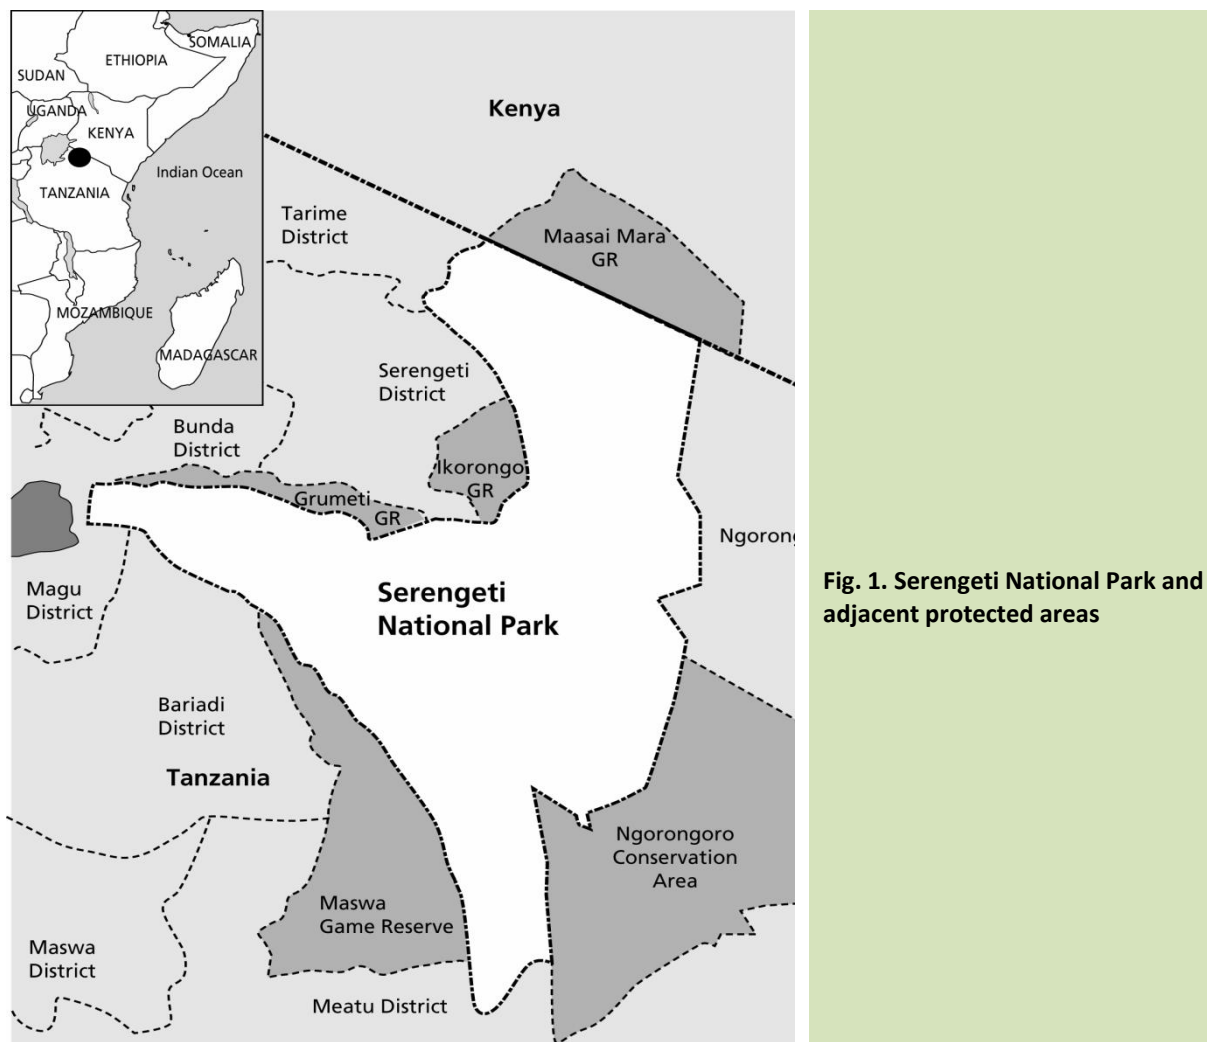 SOMALIA
ETHIOPIA
SUDAN
UGANDA
KENYA
Indian Ocean
TANZANIA
MOZAMBIQUE
MADAGASCAR
Kenya
Tarime
District
Maasai Mara
GR
Serengeti
District
Bunda
District
Ikorongo
GR
Grumeti
GR
Ngorong
Magu
District
Serengeti
National Park
Bariadi
District
Tanzania
Ngorongoro
Conservation
Area
Maswa
Game Reserve
Maswa
District
Meatu District
Fig. 1. Serengeti National Park and
adjacent protected areas